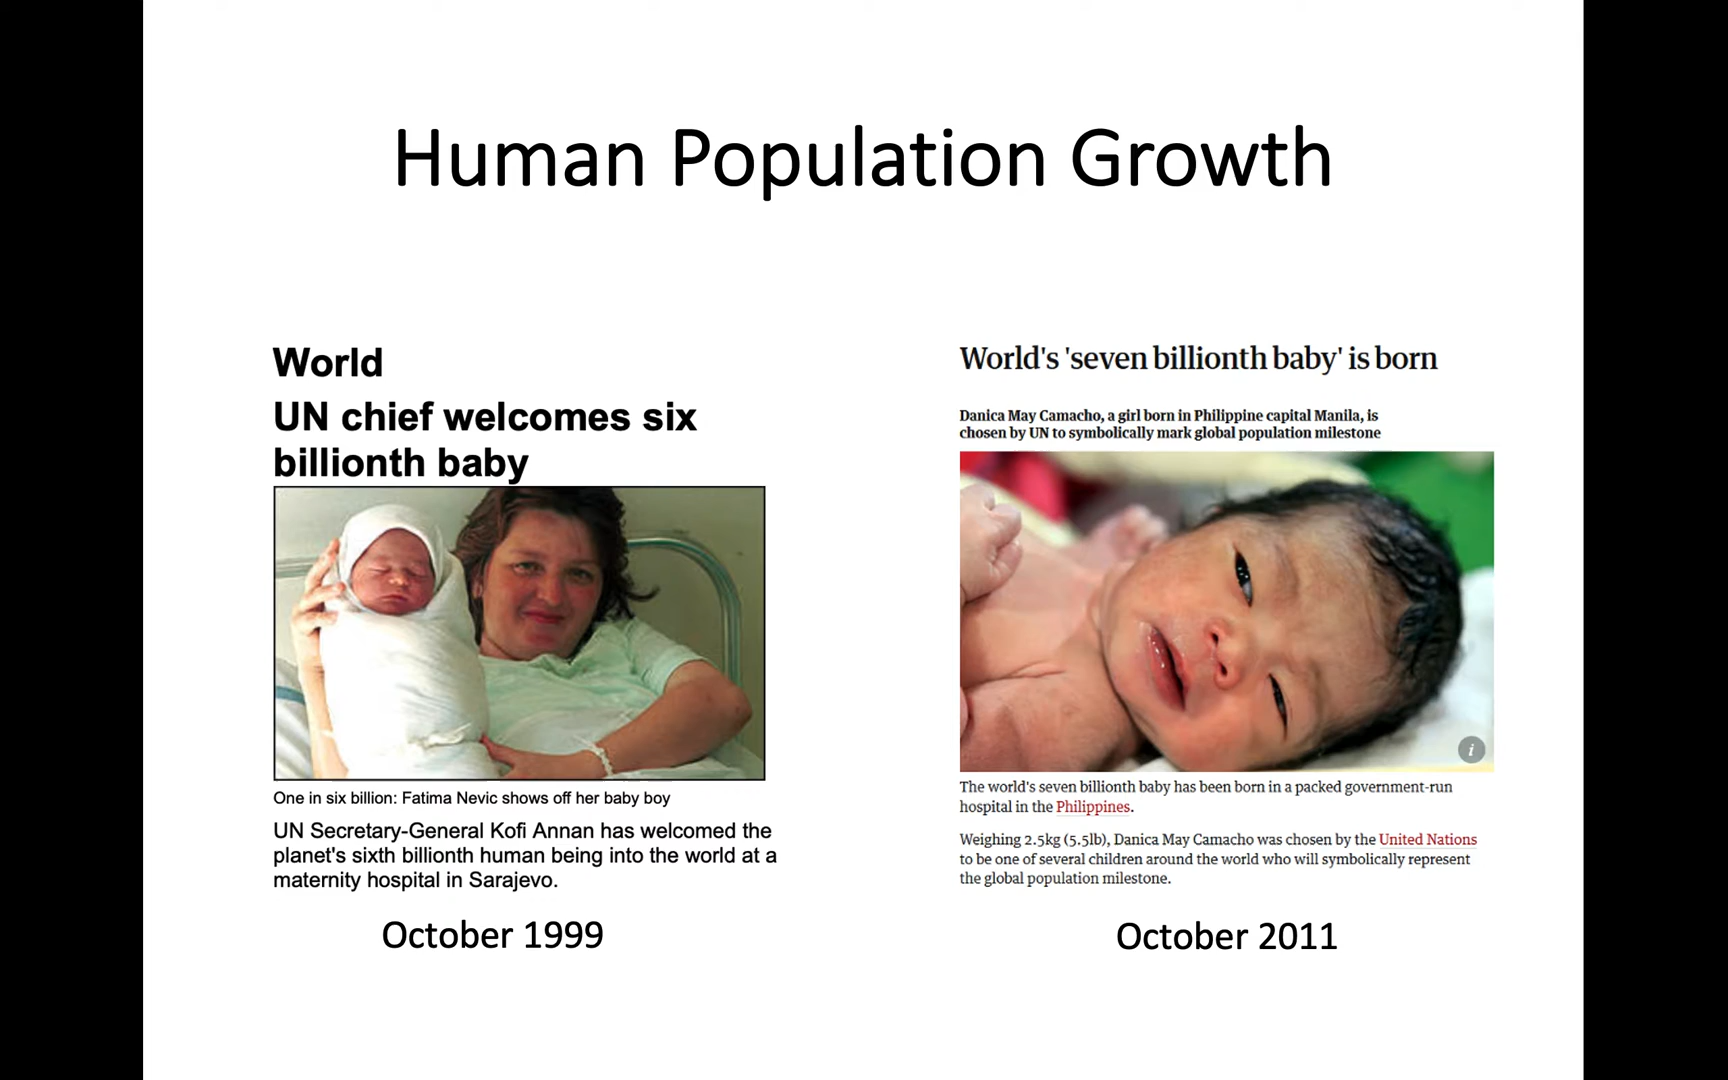 Human Population Growth
World
UN chief welcomes six
billionth baby
One in six billion: Fatima Nevic shows off her baby boy
UN Secretary-General Kofi Annan has welcomed the
planet's sixth billionth human being into the world at a
maternity hospital in Sarajevo.
October 1999
World's 'seven billionth baby' is born
Danica May Camacho, a girl born in Philippine capital Manila, is
chosen by UN to symbolically mark global population milestone
i
The world's seven billionth baby has been born in a packed government-run
hospital in the Philippines.
Weighing 2.5kg (5.5lb), Danica May Camacho was chosen by the United Nations
to be one of several children around the world who will symbolically represent
the global population milestone.
October 2011